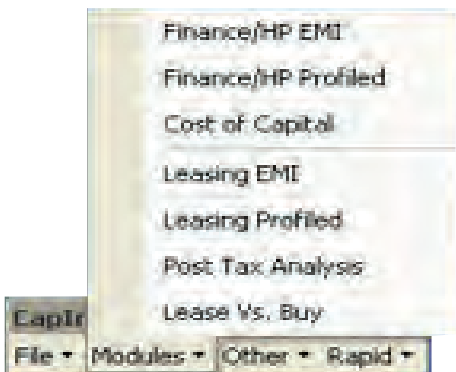 Finance/HP EMI
Finance/HP Profiled
Cost of Capital
Leasing EMI
Leasing Profiled
Post Tax Analysis
Lease Vs. Buy
File Modules Other Rapid